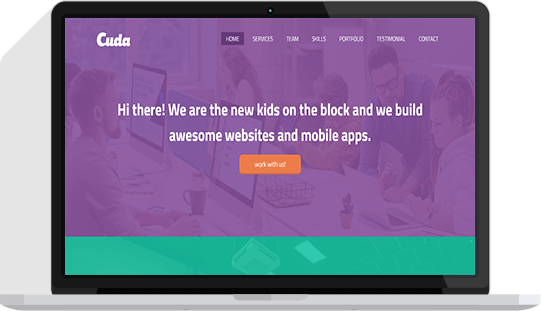 Cuda
HOME SERVICES TEAM SKILLS PORTFOLIO TESTIMONIAL CONTACT
Hi there! We are the new kids on the block and we build
awesome websites and mobile apps.
work with us!